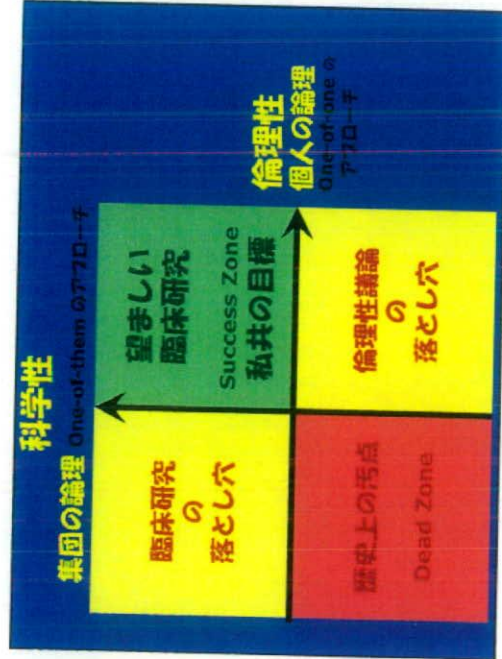 科学性
集団の論理 One-of-them のアプローチ
臨床研究
の
落とし穴
望ましい
臨床研究
Success Zone
私共の目標
倫理性
個人の論理
One-of-one の
アプローチ
歴史上の汚点
Dead Zone
倫理性議論
の
落とし穴